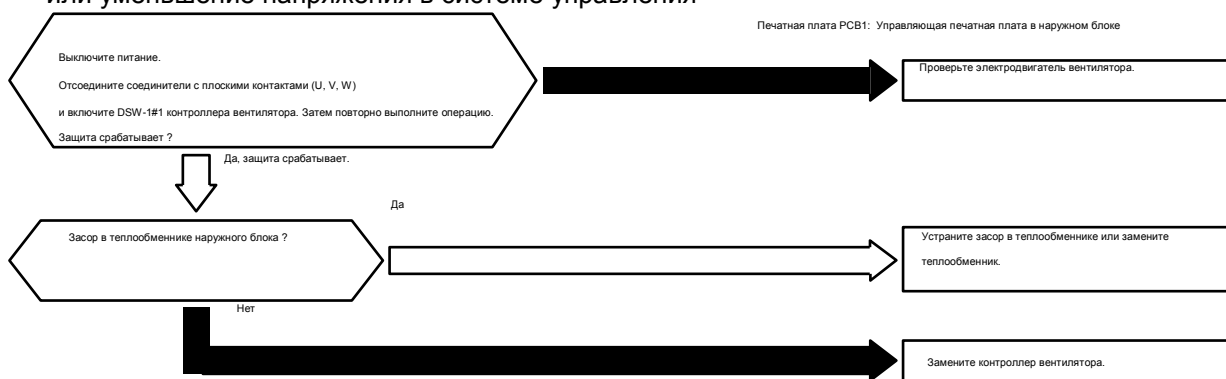 или уменьшение напряжения в системе управления
Печатная плата PCB1: Управляющая печатная плата в наружном блоке
Выключите питание.
Отсоедините соединители с плоскими контактами (U, V, W)
и включите DSW-1#1 контроллера вентилятора. Затем повторно выполните операцию.
Защита срабатывает ?
Проверьте электродвигатель вентилятора.
Да, защита срабатывает.
Да
Засор в теплообменнике наружного блока ?
Устраните засор в теплообменнике или замените
теплообменник.
Нет
Замените контроллер вентилятора.